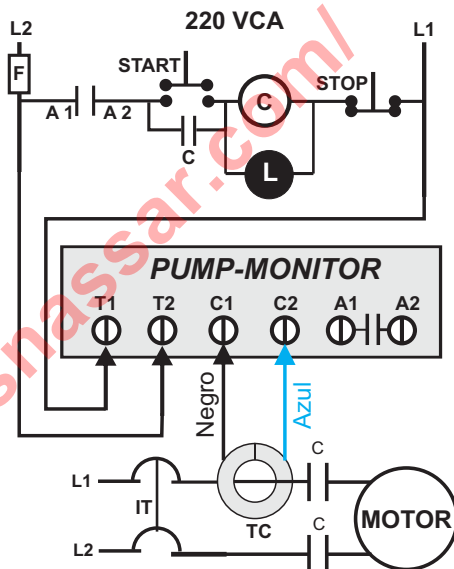 220 VCA
L2
L1
F
START
STOP
A 1
A 2
C
C
L
PUMP-MONITOR
T1 T2 C1 C2 A1 A2
Negro
Azul
L1
C
IT
TC
MOTOR
L2
C
snassar.com/